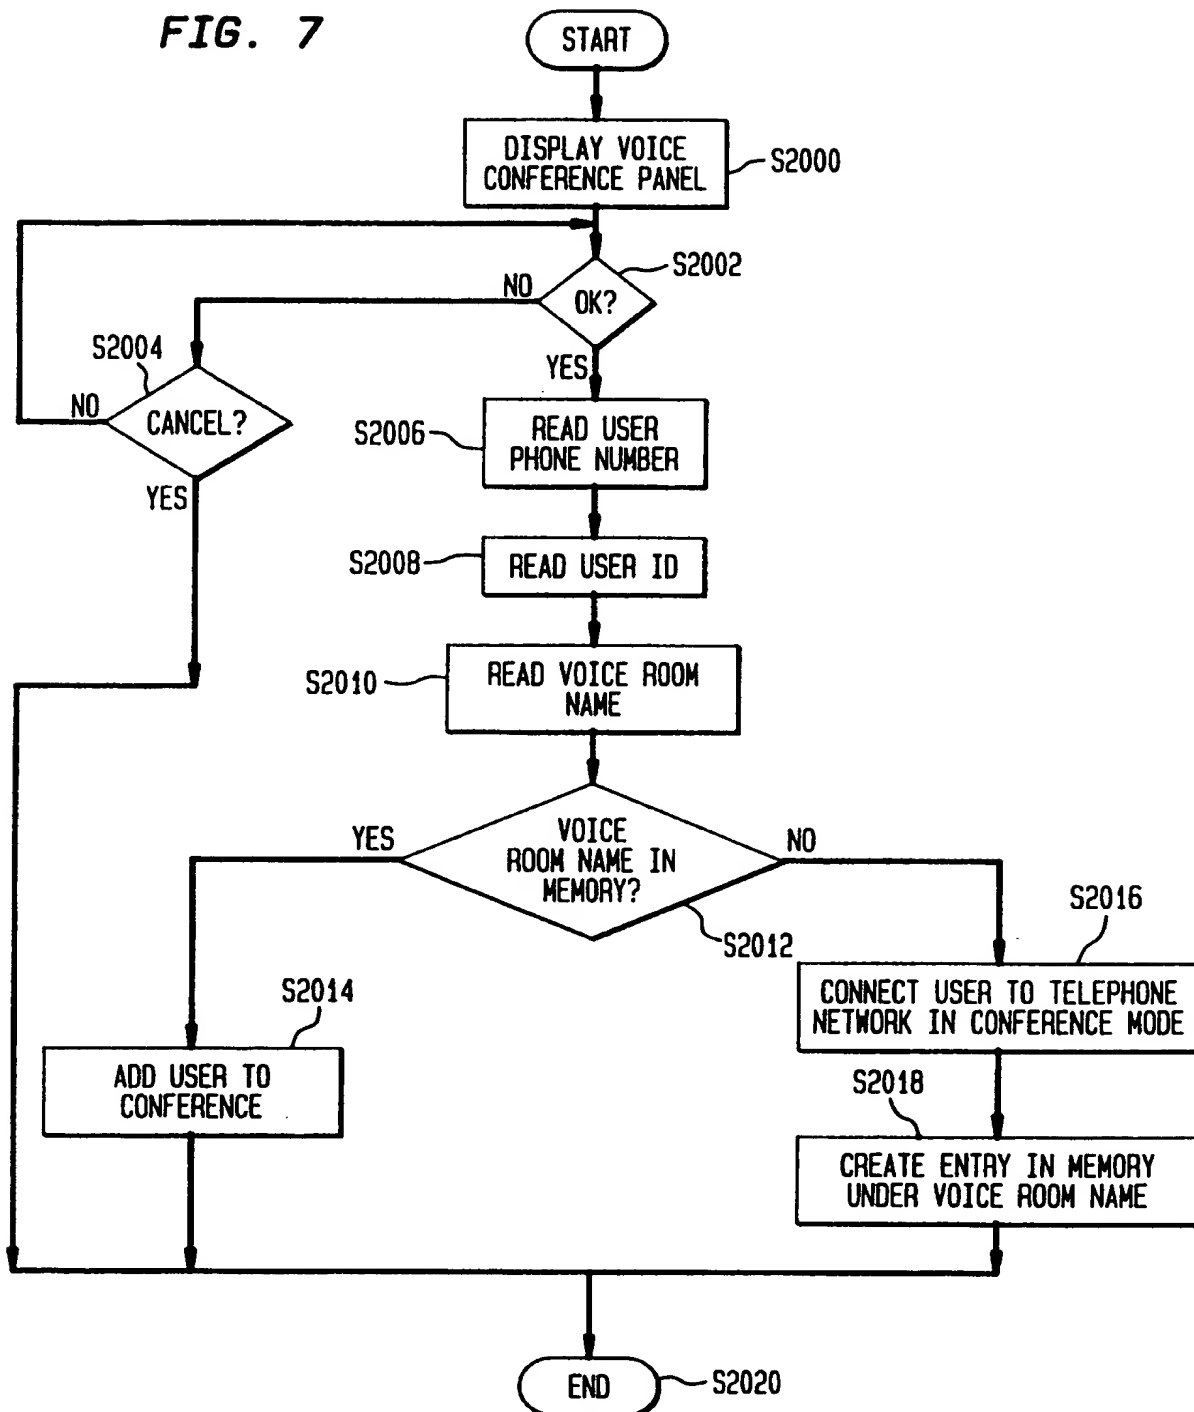 FIG. 7
START
DISPLAY VOICE
CONFERENCE PANEL
S2000
S2002
NO
OK?
S2004
YES
NO
CANCEL?
S2006
READ USER
PHONE NUMBER
YES
S2008
READ USER ID
S2010
READ VOICE ROOM
NAME
YES
VOICE
ROOM NAME IN
MEMORY?
NO
S2012
S2016
S2014
CONNECT USER TO TELEPHONE
NETWORK IN CONFERENCE MODE
ADD USER TO
CONFERENCE
S2018
CREATE ENTRY IN MEMORY
UNDER VOICE ROOM NAME
END
S2020